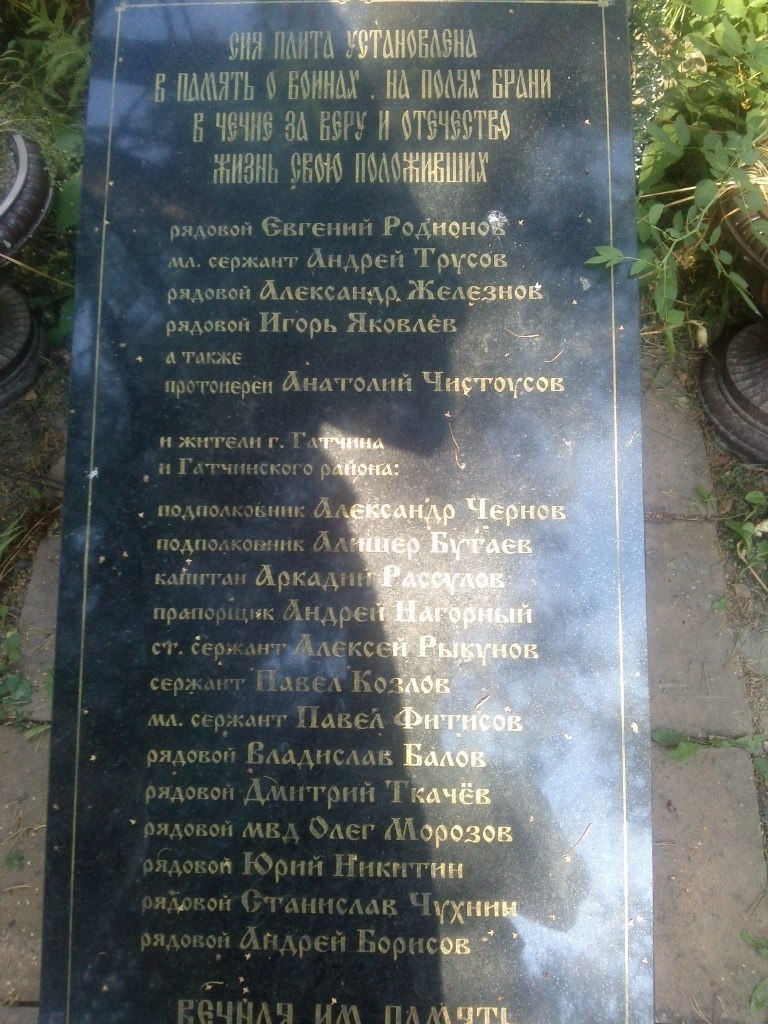 СИЯ ПЛИТА УСТАНОВЛЕНА
В ПАМЯТЬ О ВОИНАХ , НА ПОЛЯХ БРАНИ
В ЧЕЧНЕ ЗА ВЕРУ И ОТЕЧЕСТВО
ЖИЗНЬ СВОЮ ПОЛОЖИВШИХ
рядовой Евгений Родионов
мл. сержант Андрей Трусов
рядовой Александр Железнов
рядовой Игорь Яковлев
а также
протоиереи Анатолий Чистоусов
и жители г. Гатчина
и Гатчинского района:
подполковник Александр Чернов
подполковник Алишер Бутаев
капитан Аркадии Рассулов
прапорщик Андрей Нагорный
ст. сержант Алексей Рыкунов
сержант Павел Козлов
мл. сержант Павел Фитисов
рядовой Владислав Балов
рядовой Дмитрий Ткачёв
рядовой мвд Олег Морозов
рядовой Юрий Никитин
рядовой Станислав Чухнин
рядовой Андрей Борисов
ВЕЧНАЯ ИМ ПАМЯТЬ